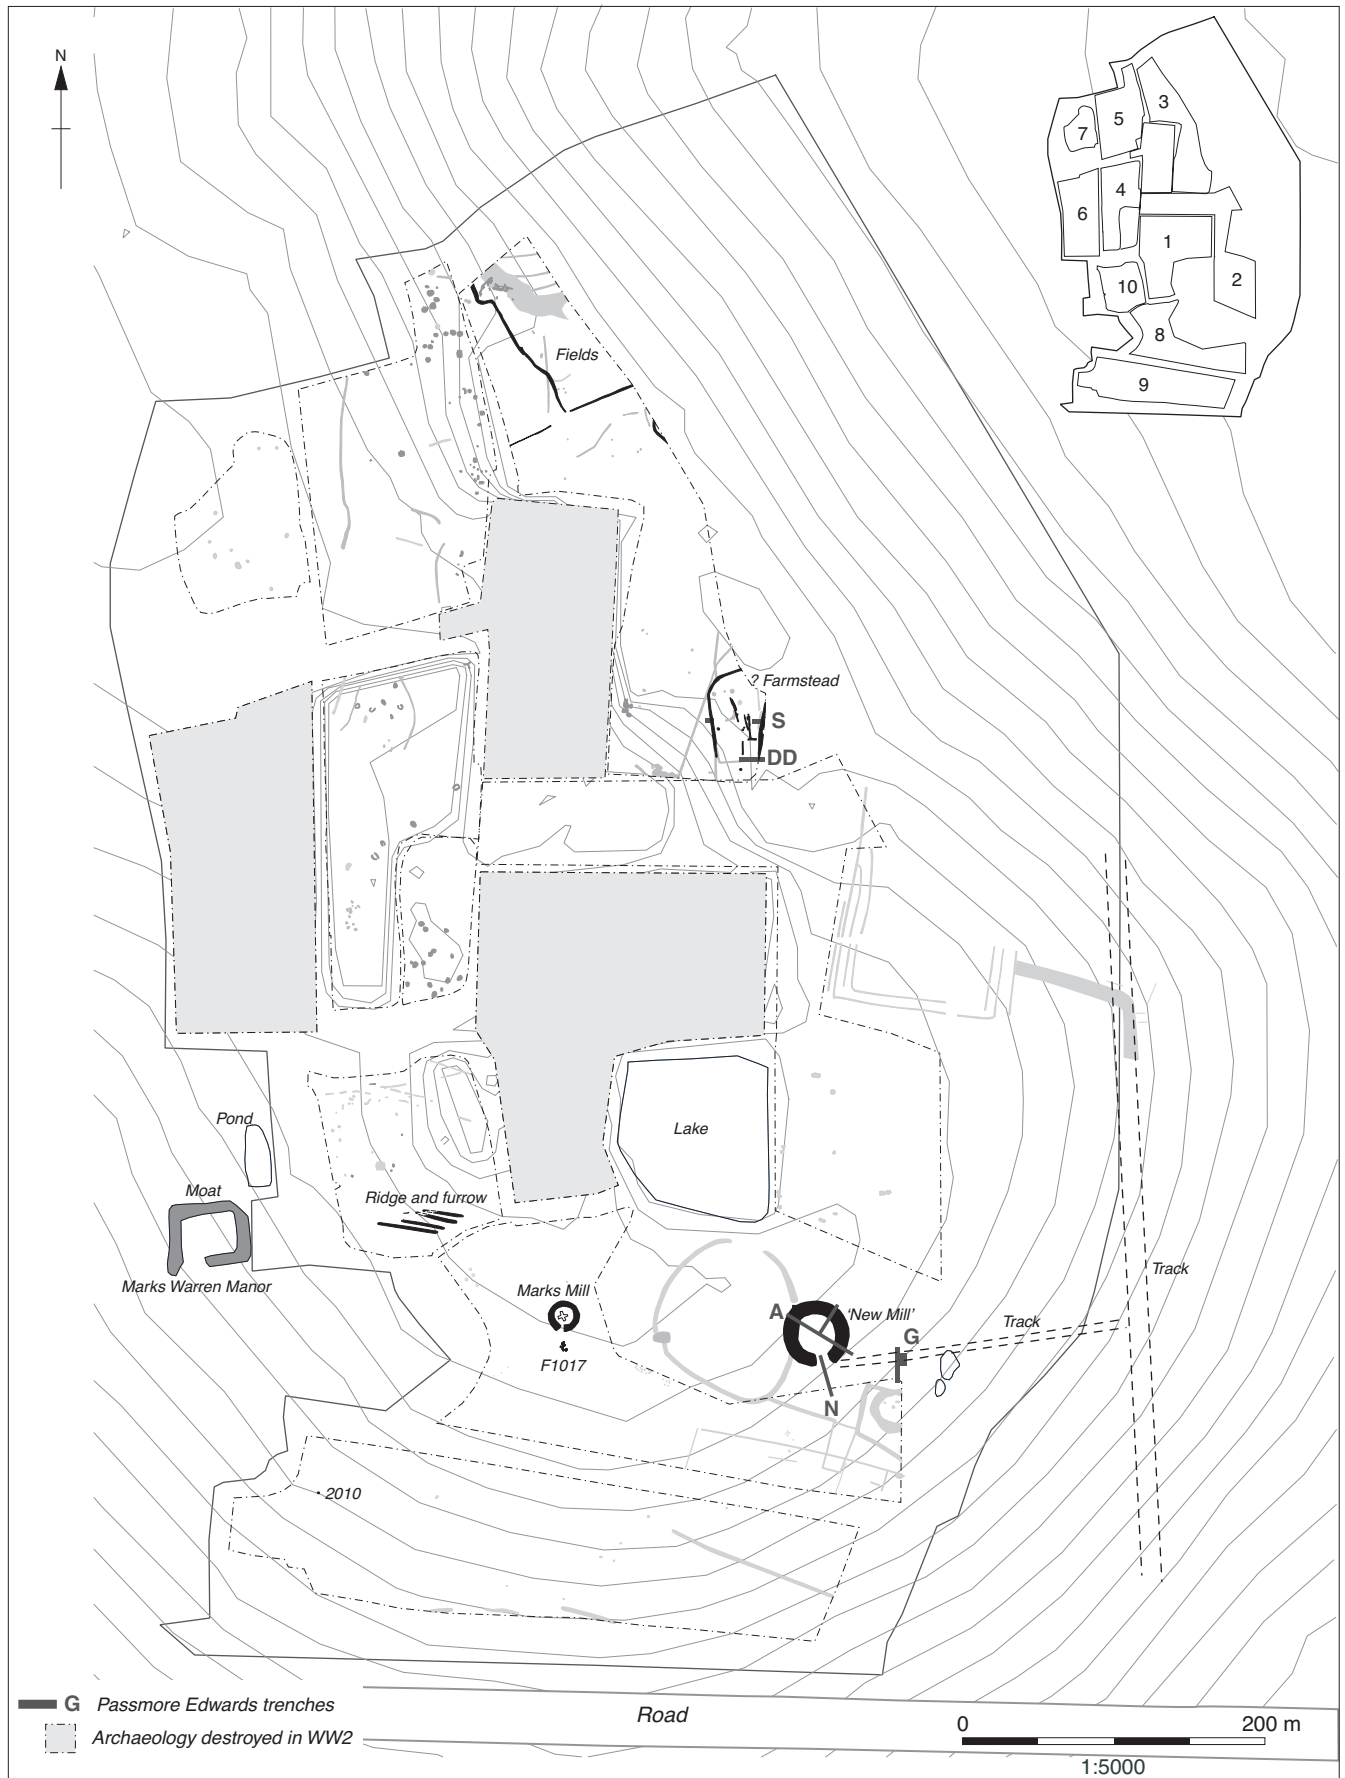 N
3
5
7
4
6
1
2
10
8
9
Fields
? Farmstead
S
DD
Pond
Lake
Moat
Ridge and furrow
Marks Warren Manor
Marks Mill
A
'New Mill'
Track
Track
G
F1017
N
2010
G Passmore Edwards trenches
Archaeology destroyed in WW2
Road
0 200 m
1:5000